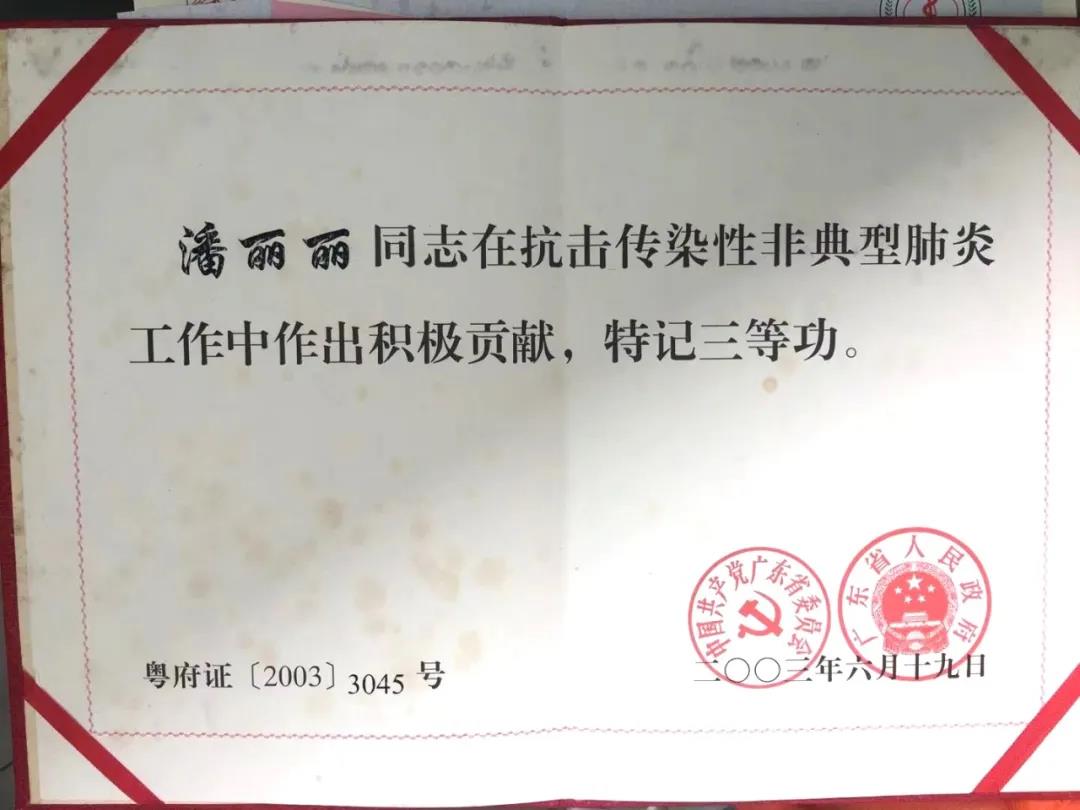 潘丽丽同志在抗击传染性非典型肺炎
工作中作出积极贡献，特记三等功。
中国共产党广东省委员会
广东省人民政府
粤府证〔2003〕3045 号
二〇〇三年六月十九日